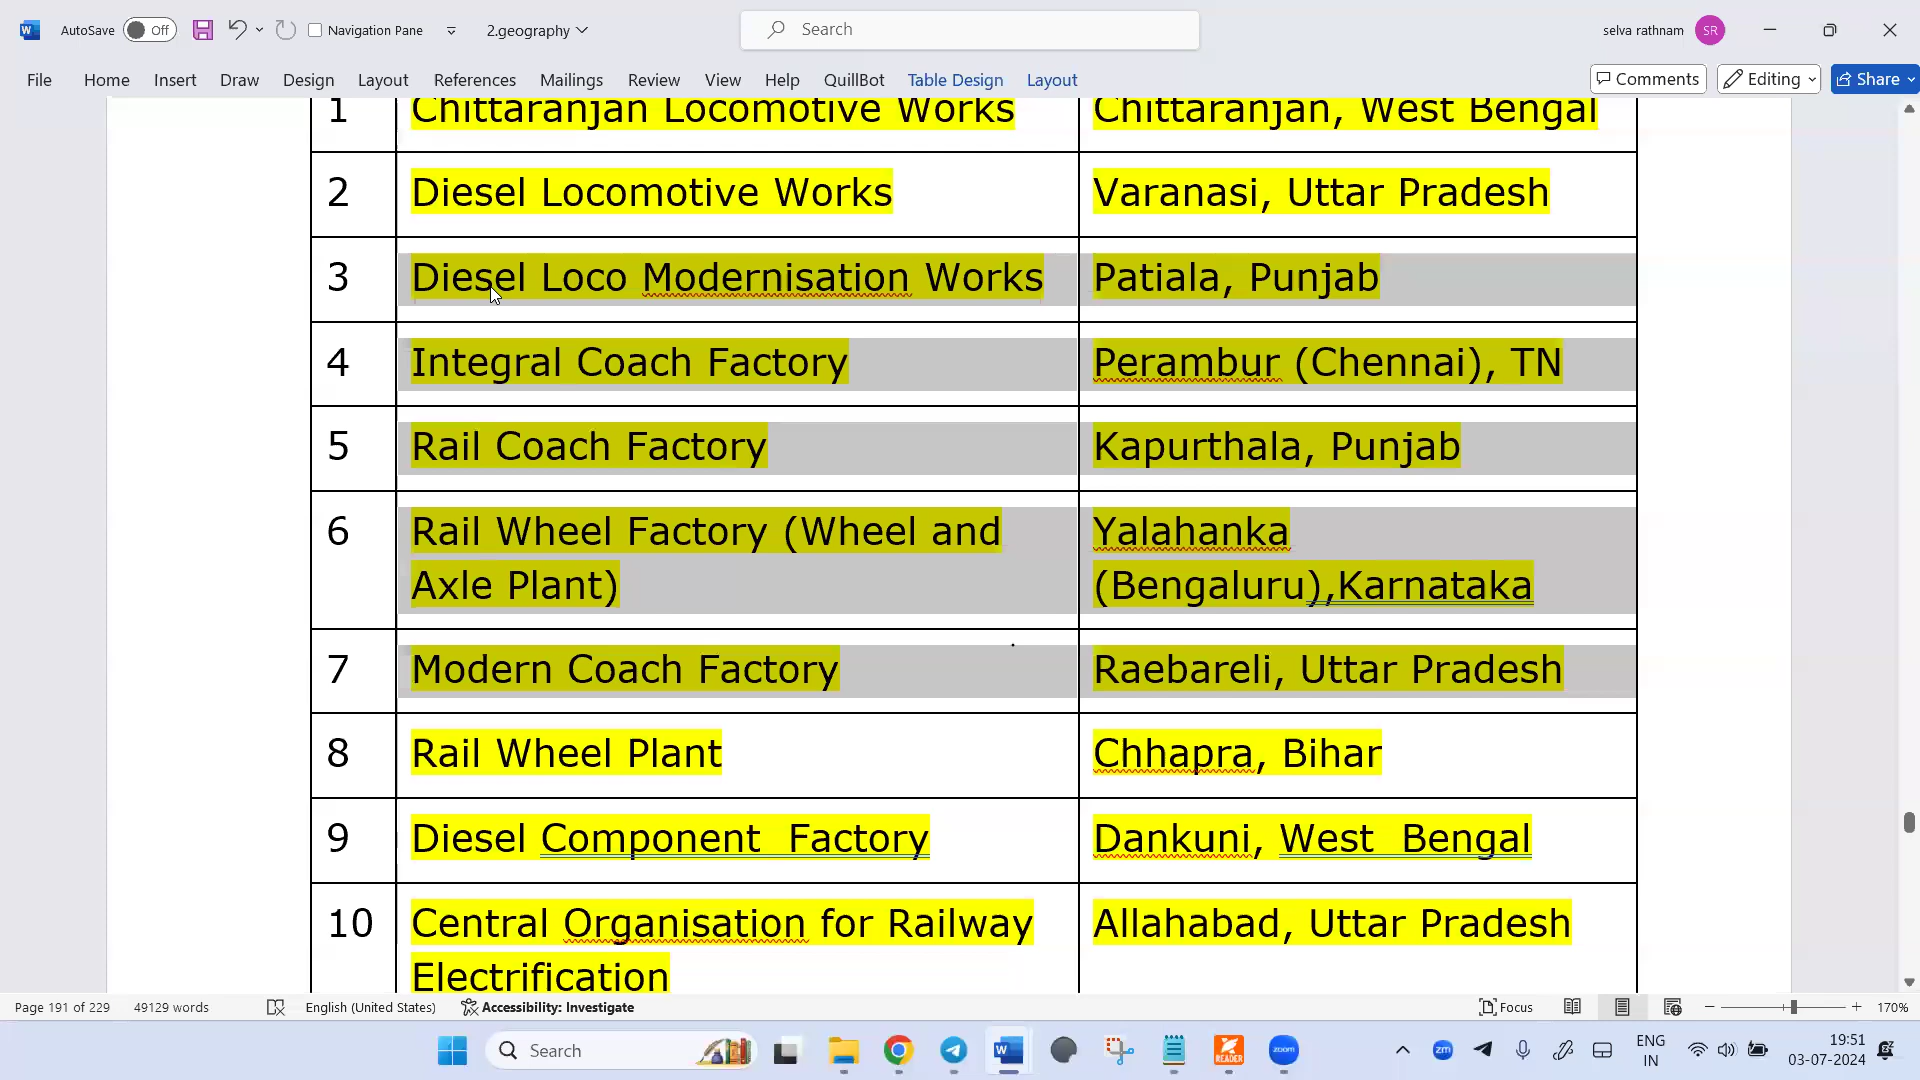 AutoSave Off Navigation Pane 2.geography Search selva rathnam SR
File Home Insert Draw Design Layout References Mailings Review View Help QuillBot Table Design Layout Comments Editing Share
1 Chittaranjan Locomotive Works Chittaranjan, West Bengal
2 Diesel Locomotive Works Varanasi, Uttar Pradesh
3 Diesel Loco Modernisation Works Patiala, Punjab
4 Integral Coach Factory Perambur (Chennai), TN
5 Rail Coach Factory Kapurthala, Punjab
6 Rail Wheel Factory (Wheel and Yalahanka
Axle Plant) (Bengaluru),Karnataka
7 Modern Coach Factory Raebareli, Uttar Pradesh
8 Rail Wheel Plant Chhapra, Bihar
9 Diesel Component  Factory Dankuni, West  Bengal
10 Central Organisation for Railway Allahabad, Uttar Pradesh
Electrification
Page 191 of 229 49129 words English (United States) Accessibility: Investigate Focus 170%
Search READER zoom zm ENG 19:51
IN 03-07-2024